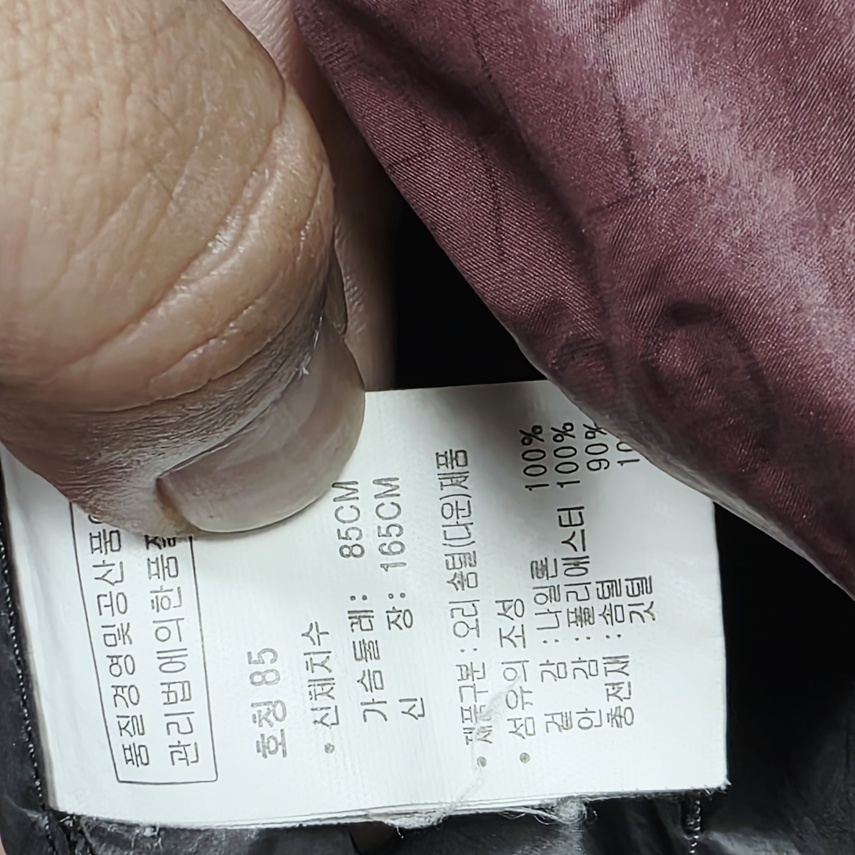 품질경영및공산품
관리법에의한품질
호칭 85
• 신체치수
가슴둘레: 85CM
신 장: 165CM
• 제품구분: 오리 솜털(다운)제품
• 섬유의 조성
겉 감: 나일론 100%
안 감: 폴리에스터 100%
충전재: 솜털 90%
깃털